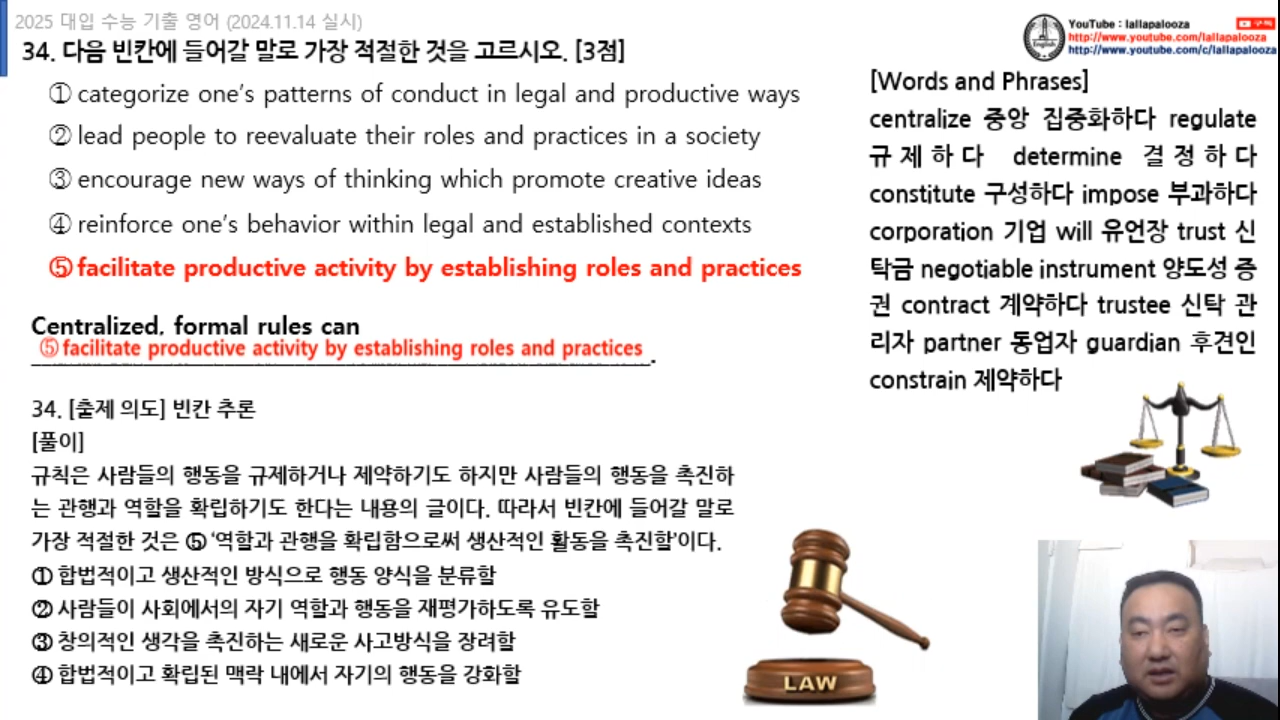 2025 대입 수능 기출 영어 (2024.11.14 실시)
34. 다음 빈칸에 들어갈 말로 가장 적절한 것을 고르시오. [3점]
① categorize one's patterns of conduct in legal and productive ways
② lead people to reevaluate their roles and practices in a society
③ encourage new ways of thinking which promote creative ideas
④ reinforce one's behavior within legal and established contexts
⑤ facilitate productive activity by establishing roles and practices
Centralized, formal rules can
⑤ facilitate productive activity by establishing roles and practices.
34. [출제 의도] 빈칸 추론
[풀이]
규칙은 사람들의 행동을 규제하거나 제약하기도 하지만 사람들의 행동을 촉진하
는 관행과 역할을 확립하기도 한다는 내용의 글이다. 따라서 빈칸에 들어갈 말로
가장 적절한 것은 ⑤ '역할과 관행을 확립함으로써 생산적인 활동을 촉진할'이다.
① 합법적이고 생산적인 방식으로 행동 양식을 분류할
② 사람들이 사회에서의 자기 역할과 행동을 재평가하도록 유도할
③ 창의적인 생각을 촉진하는 새로운 사고방식을 장려할
④ 합법적이고 확립된 맥락 내에서 자기의 행동을 강화할
YouTube : lallapalooza
구독
http://www.youtube.com/lallapalooza
http://www.youtube.com/c/lallapalooza
English
[Words and Phrases]
centralize 중앙 집중화하다 regulate
규제하다 determine 결정하다
constitute 구성하다 impose 부과하다
corporation 기업 will 유언장 trust 신
탁금 negotiable instrument 양도성 증
권 contract 계약하다 trustee 신탁 관
리자 partner 동업자 guardian 후견인
constrain 제약하다
LAW